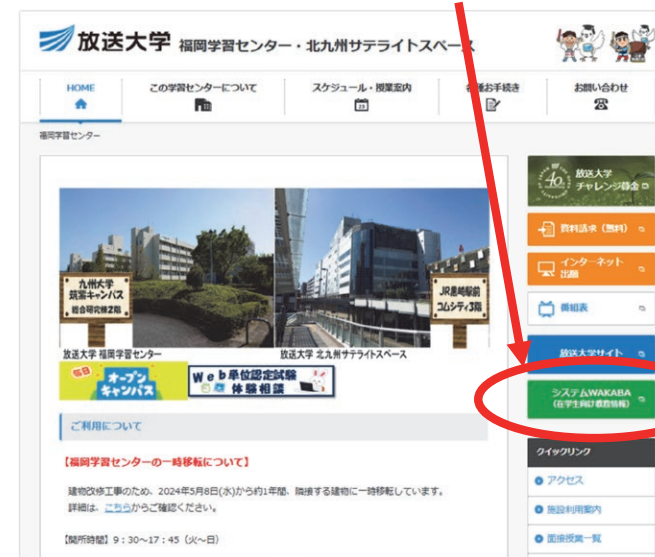 放送大学 福岡学習センター・北九州サテライトスペース
HOME
この学習センターについて
スケジュール・授業案内
各種お手続き
お問い合わせ
福岡学習センター
40th
放送大学
チャレンジ募金
資料請求（無料）
インターネット
出願
番組表
放送大学サイト
システムWAKABA
（在学生向け教務情報）
九州大学
筑紫キャンパス
総合研究棟2階
JR黒崎駅前
コムシティ3階
放送大学 福岡学習センター
放送大学 北九州サテライトスペース
毎日
オープン
キャンパス
Web単位認定試験
体験相談
ご利用について
【福岡学習センターの一時移転について】
建物改修工事のため、2024年5月8日(水)から約1年間、隣接する建物に一時移転しています。
詳細は、こちらからご確認ください。
【開所時間】9：30～17：45（火～日）
クイックリンク
アクセス
施設利用案内
面接授業一覧